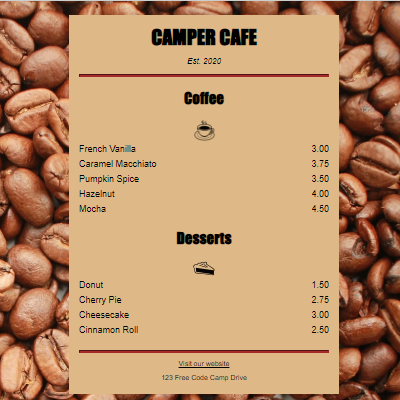 CAMPER CAFE
Est. 2020
Coffee
French Vanilla 3.00
Caramel Macchiato 3.75
Pumpkin Spice 3.50
Hazelnut 4.00
Mocha 4.50
Desserts
Donut 1.50
Cherry Pie 2.75
Cheesecake 3.00
Cinnamon Roll 2.50
Visit our website
123 Free Code Camp Drive